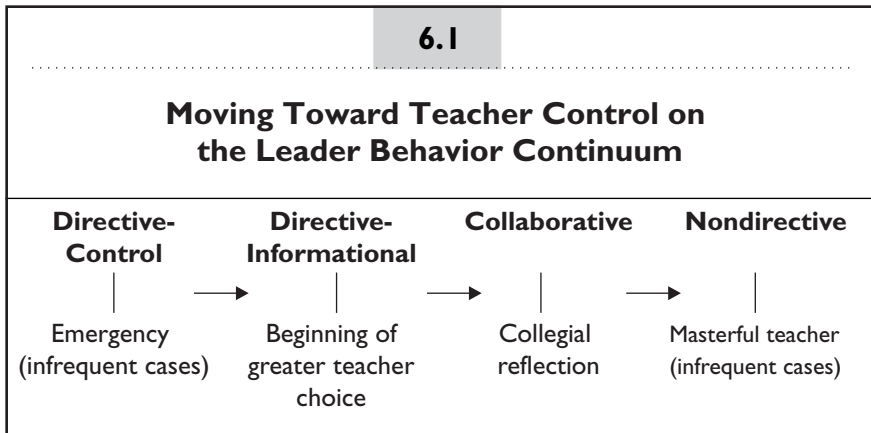 6.1
Moving Toward Teacher Control on
the Leader Behavior Continuum
Directive-
Control
Emergency
(infrequent cases)
Directive-
Informational
Beginning of
greater teacher
choice
Collaborative
Collegial
reflection
Nondirective
Masterful teacher
(infrequent cases)